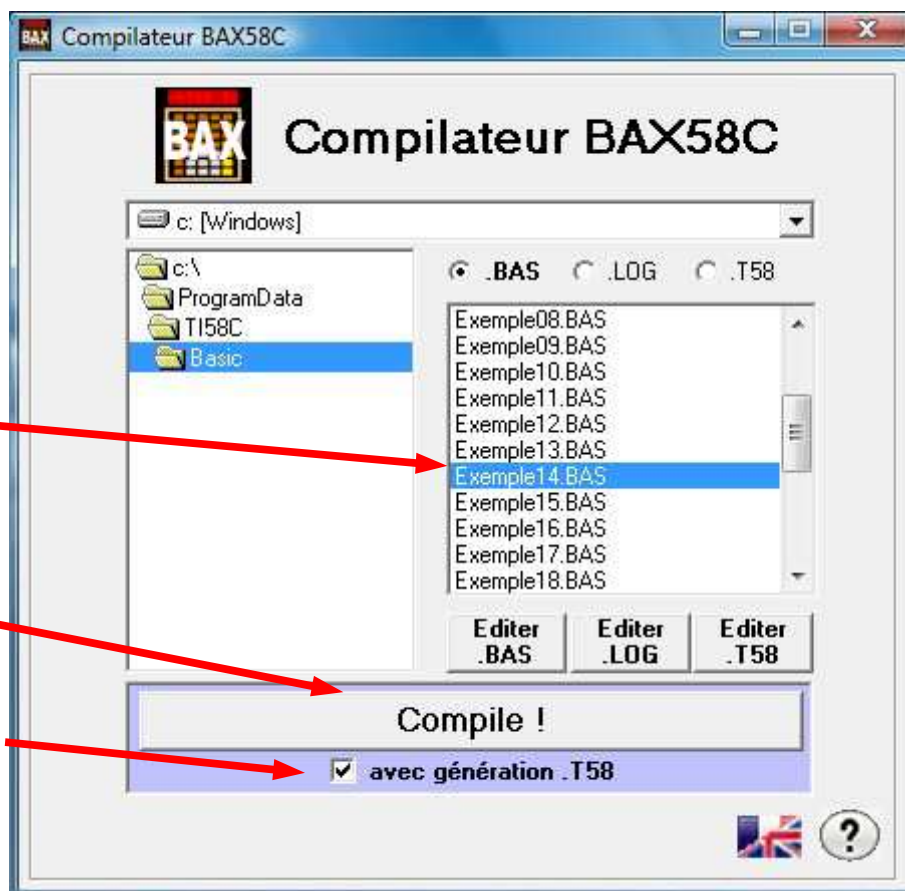 BAX Compilateur BAX58C
BAX Compilateur BAX58C
c: [Windows]
c:\
ProgramData
TI58C
Basic
.BAS .LOG .T58
Exemple08.BAS
Exemple09.BAS
Exemple10.BAS
Exemple11.BAS
Exemple12.BAS
Exemple13.BAS
Exemple14.BAS
Exemple15.BAS
Exemple16.BAS
Exemple17.BAS
Exemple18.BAS
Editer .BAS
Editer .LOG
Editer .T58
Compile !
avec génération .T58
?